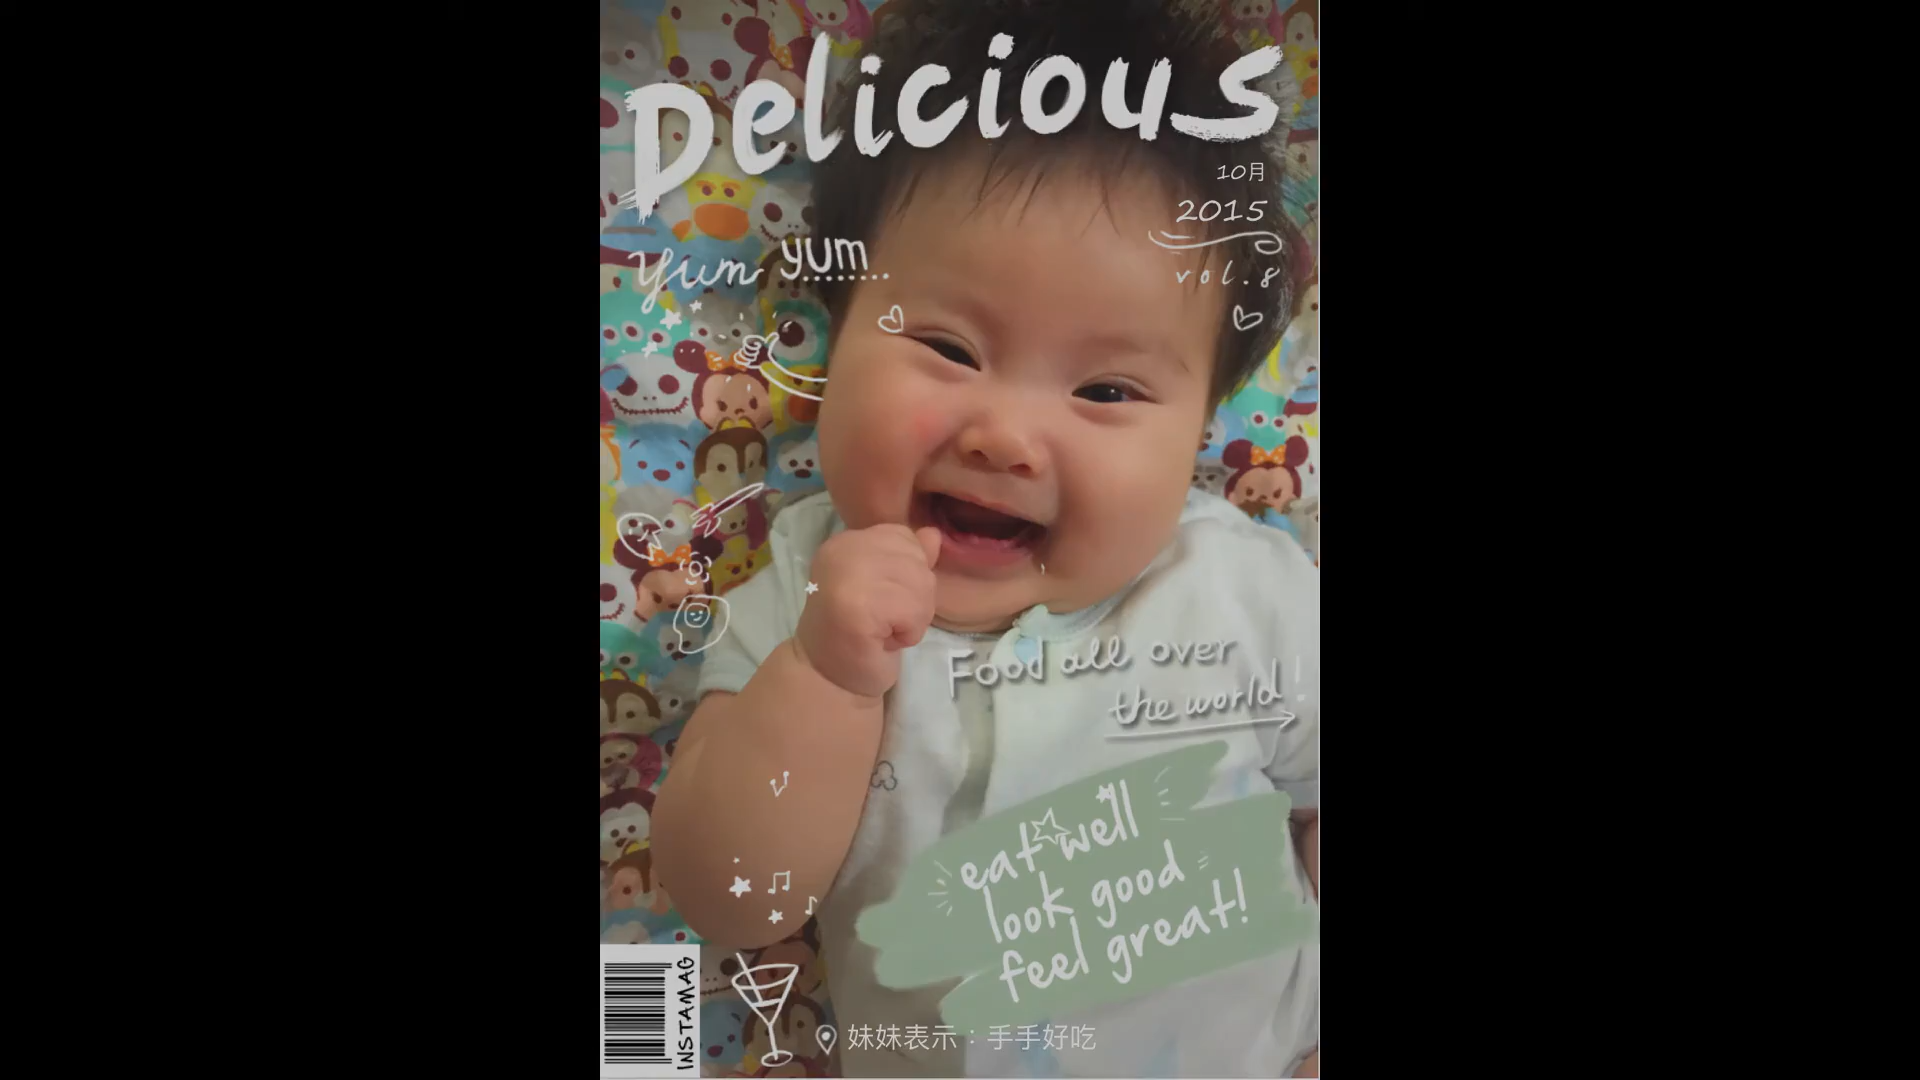 Delicious
10月
2015
vol.8
Yum yum..
Food all over
the world!
eat well
look good
feel great!
INSTAMAG
妹妹表示：手手好吃